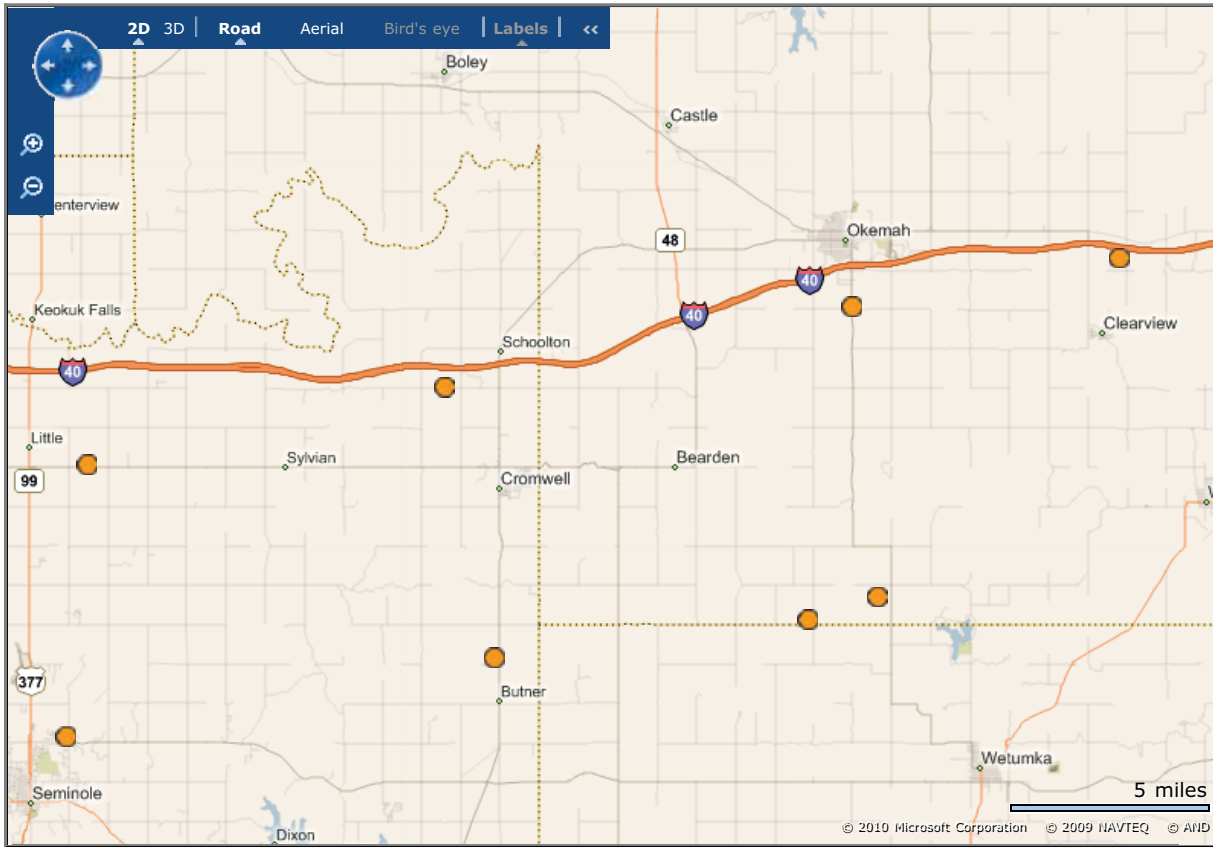 2D 3D | Road Aerial Bird's eye | Labels | <<
Boley
Castle
enterview
48
Okemah
40
Keokuk Falls
40
Clearview
Schoolton
40
Little
Sylvian
Bearden
99
Cromwell
W
377
Butner
Wetumka
Seminole
5 miles
Dixon
© 2010 Microsoft Corporation © 2009 NAVTEQ © AND